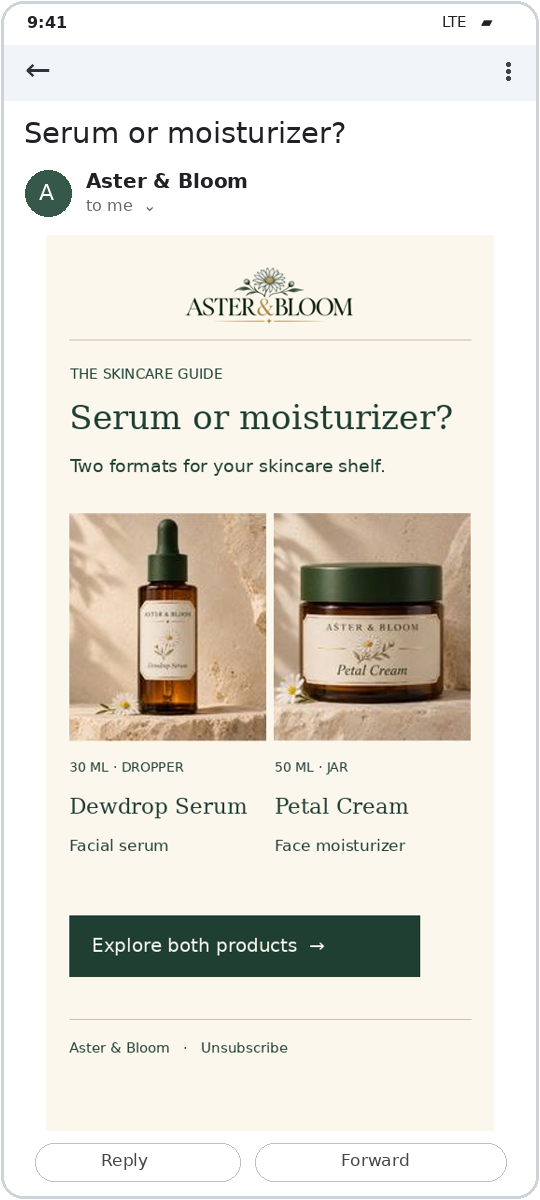 9:41
LTE
Serum or moisturizer?
A
Aster & Bloom
to me
ASTER&BLOOM
THE SKINCARE GUIDE
Serum or moisturizer?
Two formats for your skincare shelf.
ASTER & BLOOM
Dewdrop Serum
ASTER & BLOOM
Petal Cream
30 ML · DROPPER
50 ML · JAR
Dewdrop Serum
Petal Cream
Facial serum
Face moisturizer
Explore both products →
Aster & Bloom · Unsubscribe
Reply
Forward